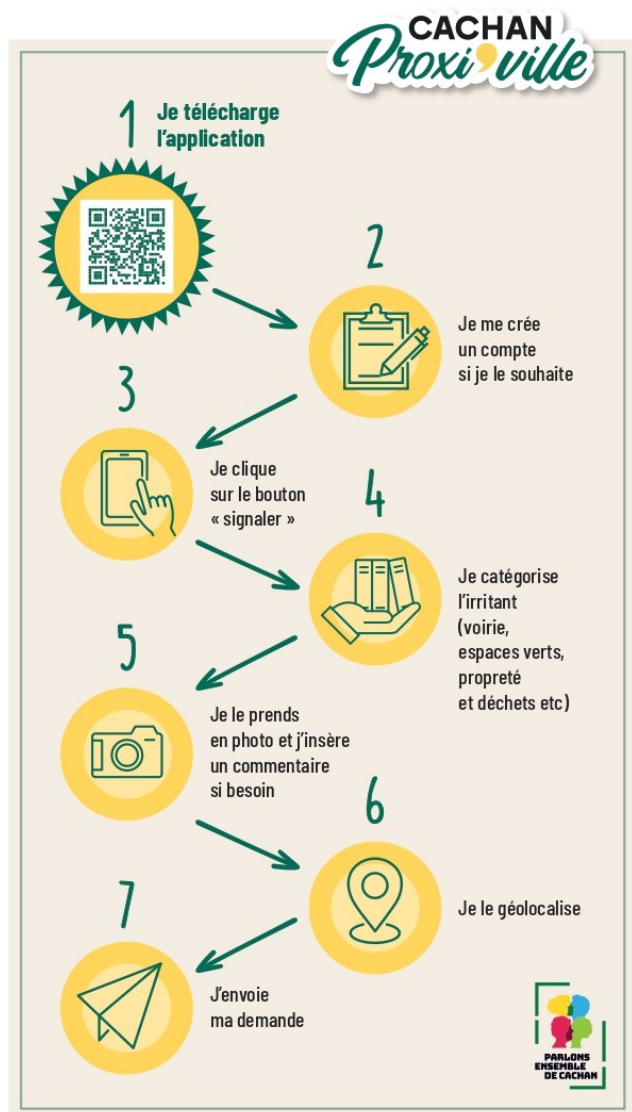 CACHAN
Proxi'ville
1
Je télécharge
l'application
2
Je me crée
un compte
si je le souhaite
3
Je clique
sur le bouton
« signaler »
4
Je catégorise
l'irritant
(voirie,
espaces verts,
propreté
et déchets etc)
5
Je le prends
en photo et j'insère
un commentaire
si besoin
6
Je le géolocalise
7
J'envoie
ma demande
PARLONS
ENSEMBLE
DE CACHAN